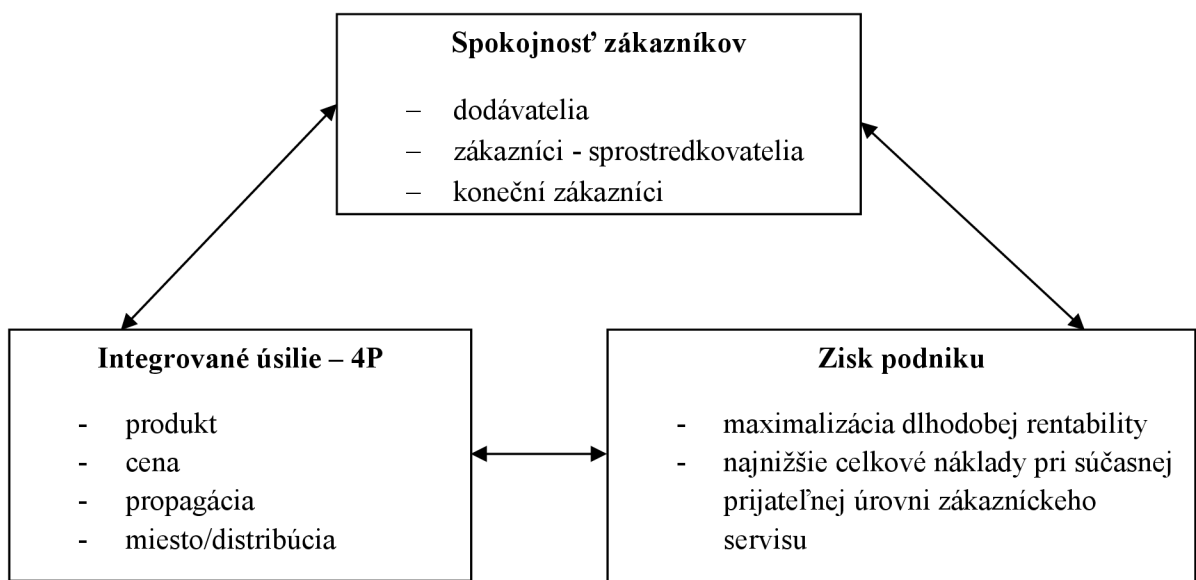 Spokojnosť zákazníkov
– dodávatelia
– zákazníci - sprostredkovatelia
– koneční zákazníci
Integrované úsilie – 4P
- produkt
- cena
- propagácia
- miesto/distribúcia
Zisk podniku
- maximalizácia dlhodobej rentability
- najnižšie celkové náklady pri súčasnej
prijateľnej úrovni zákazníckeho
servisu